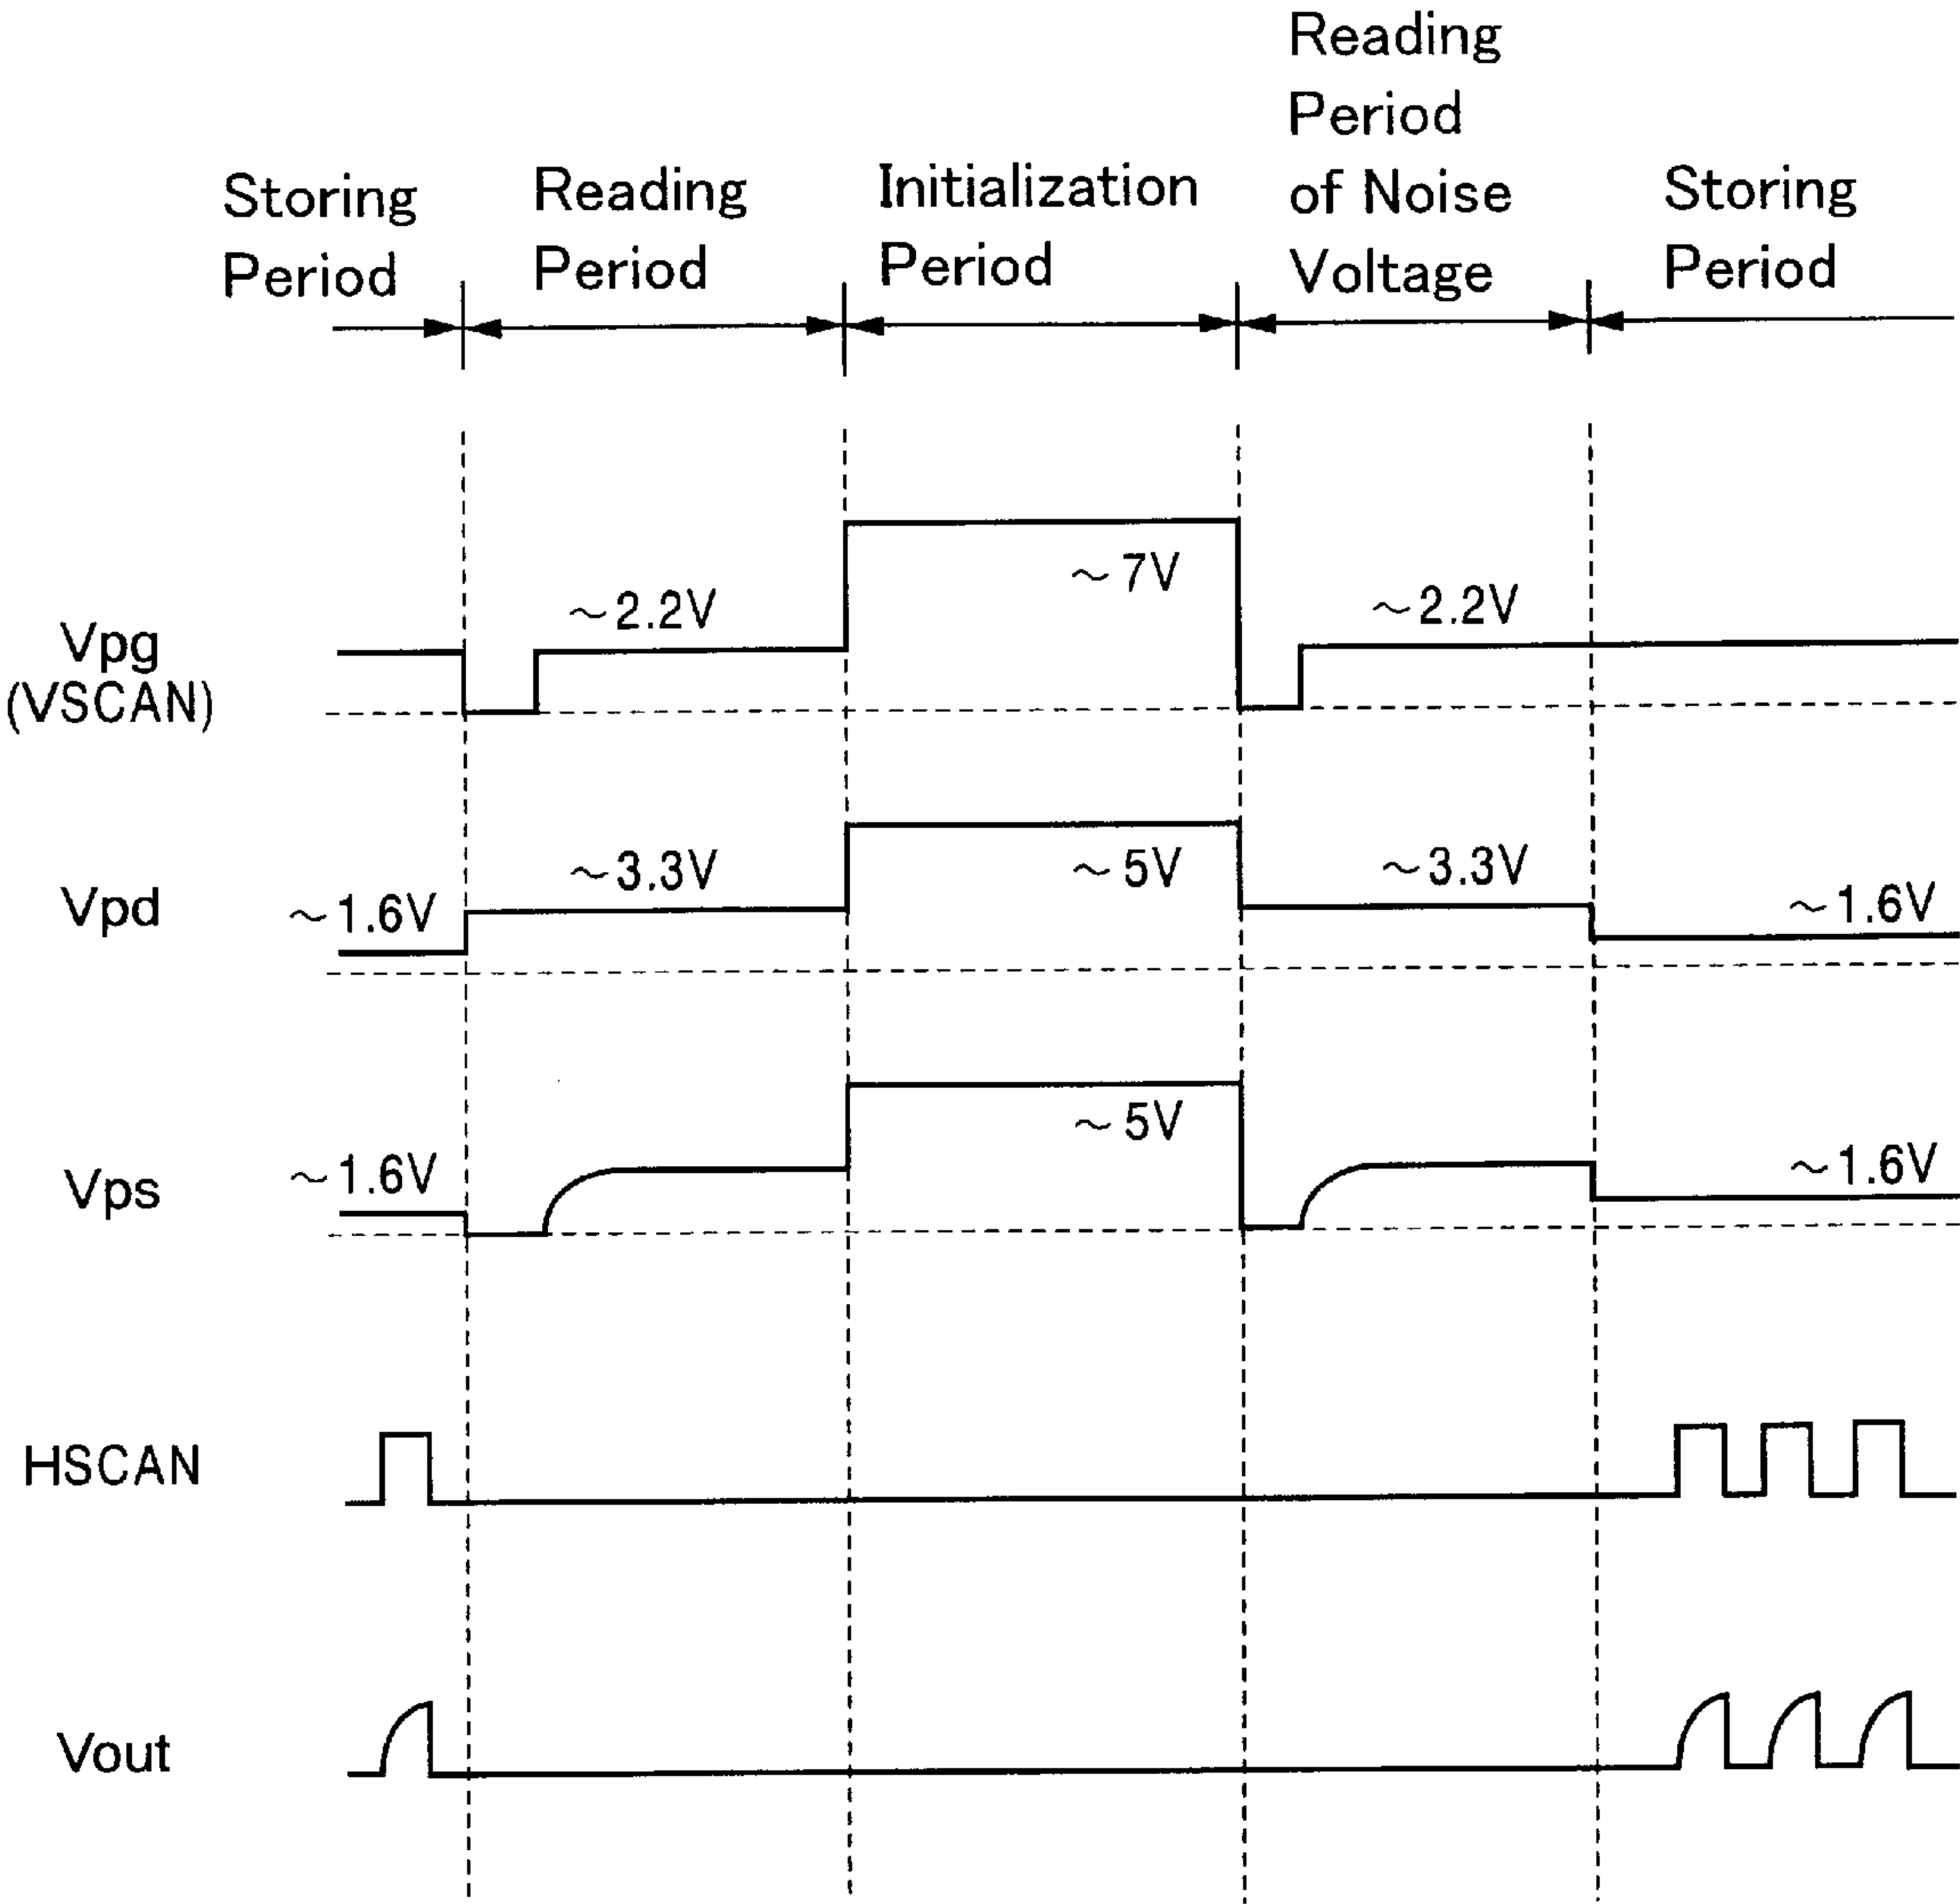 Storing
Period
Reading
Period
Initialization
Period
Reading
Period
of Noise
Voltage
Storing
Period
Vpg
(VSCAN)
~2.2V
~7V
~2.2V
Vpd
~1.6V
~3.3V
~5V
~3.3V
~1.6V
Vps
~1.6V
~5V
~1.6V
HSCAN
Vout